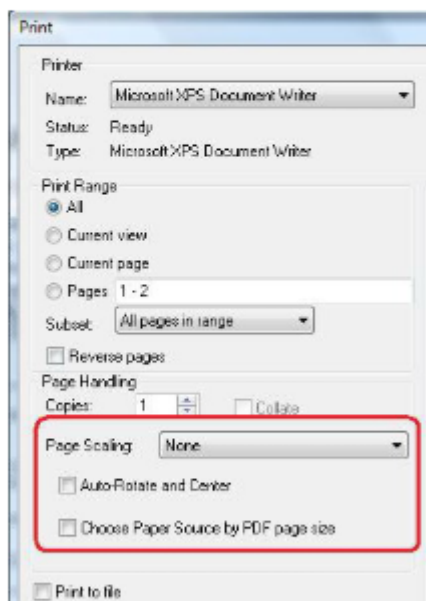 Print
Printer
Name: Microsoft XPS Document Writer
Status: Ready
Type: Microsoft XPS Document Writer
Print Range
All
Current view
Current page
Pages 1 - 2
Subset: All pages in range
Reverse pages
Page Handling
Copies: 1 Collate
Page Scaling: None
Auto-Rotate and Center
Choose Paper Source by PDF page size
Print to file